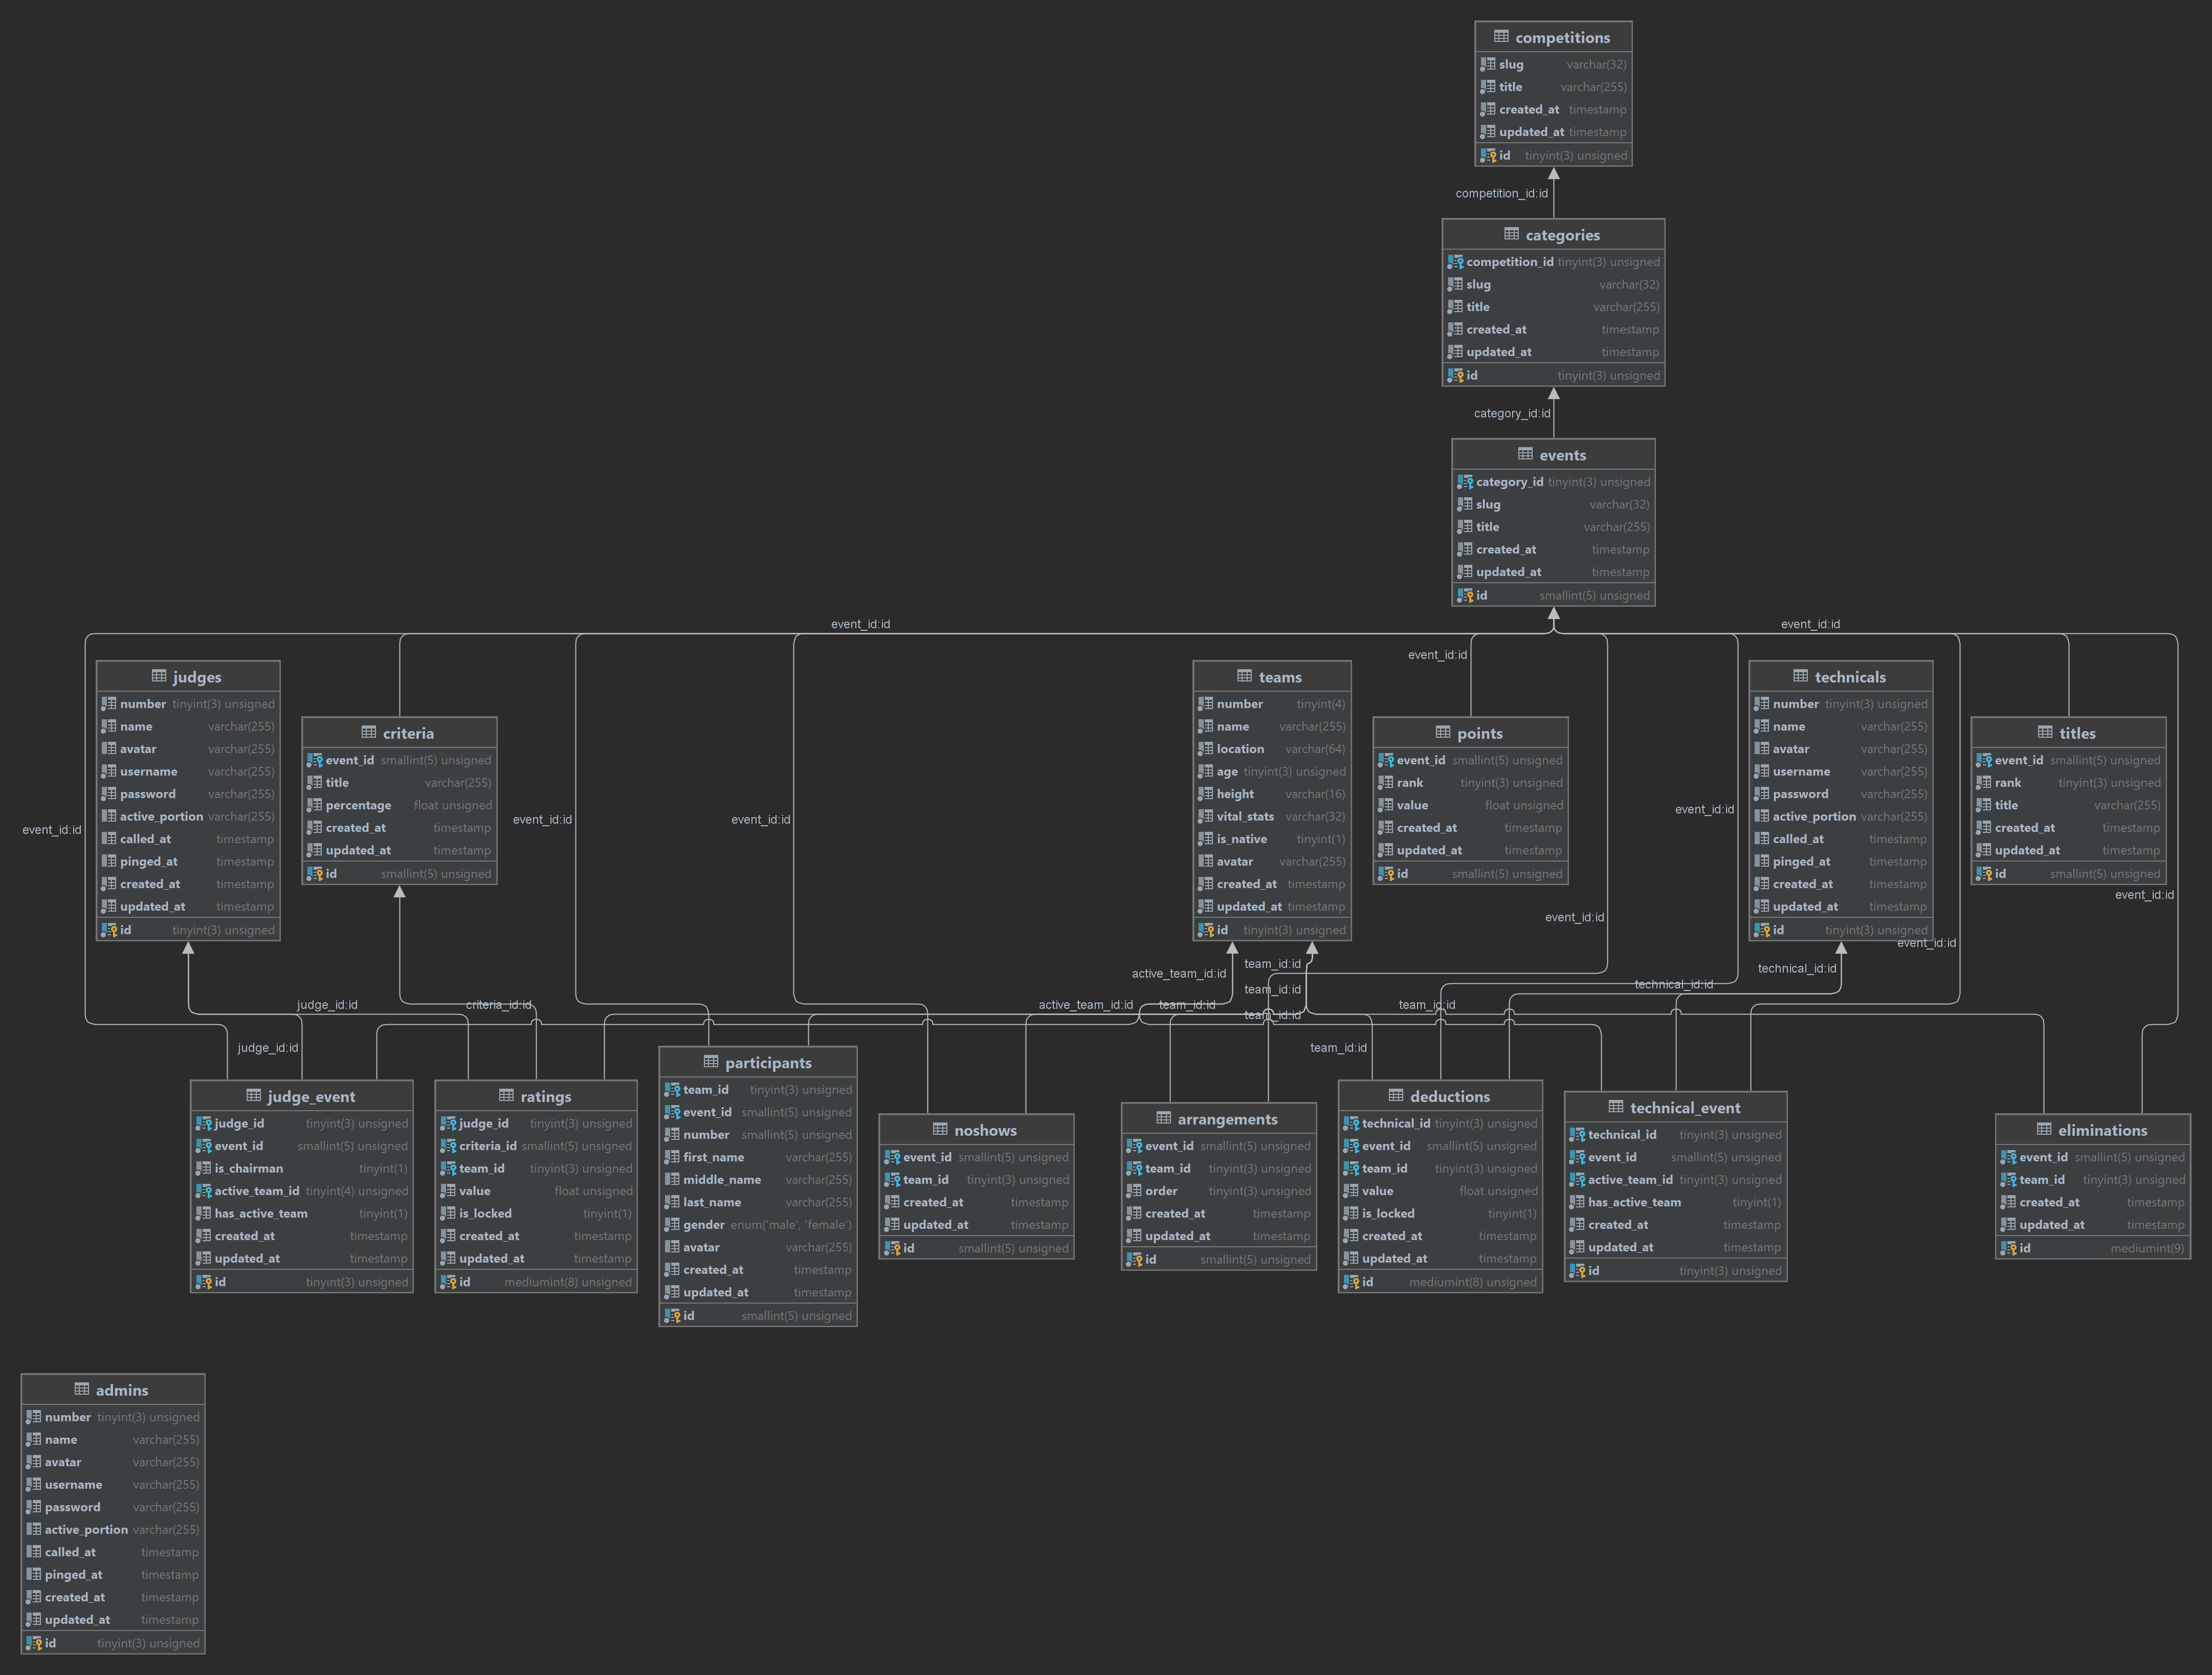 competitions
slug varchar(32)
title varchar(255)
created_at timestamp
updated_at timestamp
id tinyint(3) unsigned
competition_id:id
categories
competition_id tinyint(3) unsigned
slug varchar(32)
title varchar(255)
created_at timestamp
updated_at timestamp
id tinyint(3) unsigned
category_id:id
events
category_id tinyint(3) unsigned
slug varchar(32)
title varchar(255)
created_at timestamp
updated_at timestamp
id smallint(5) unsigned
event_id:id
event_id:id
event_id:id
judges
number tinyint(3) unsigned
name varchar(255)
avatar varchar(255)
username varchar(255)
password varchar(255)
active_portion varchar(255)
called_at timestamp
pinged_at timestamp
created_at timestamp
updated_at timestamp
id tinyint(3) unsigned
criteria
event_id smallint(5) unsigned
title varchar(255)
percentage float unsigned
created_at timestamp
updated_at timestamp
id smallint(5) unsigned
teams
number tinyint(4)
name varchar(255)
location varchar(64)
age tinyint(3) unsigned
height varchar(16)
vital_stats varchar(32)
is_native tinyint(1)
avatar varchar(255)
created_at timestamp
updated_at timestamp
id tinyint(3) unsigned
points
event_id smallint(5) unsigned
rank tinyint(3) unsigned
value float unsigned
created_at timestamp
updated_at timestamp
id smallint(5) unsigned
technicals
number tinyint(3) unsigned
name varchar(255)
avatar varchar(255)
username varchar(255)
password varchar(255)
active_portion varchar(255)
called_at timestamp
pinged_at timestamp
created_at timestamp
updated_at timestamp
id tinyint(3) unsigned
titles
event_id smallint(5) unsigned
rank tinyint(3) unsigned
title varchar(255)
created_at timestamp
updated_at timestamp
id smallint(5) unsigned
event_id:id
event_id:id
event_id:id
event_id:id
event_id:id
event_id:id
event_id:id
active_team_id:id
team_id:id
technical_id:id
team_id:id
technical_id:id
judge_id:id
criteria_id:id
active_team_id:id
team_id:id
team_id:id
team_id:id
judge_id:id
team_id:id
judge_event
judge_id tinyint(3) unsigned
event_id smallint(5) unsigned
is_chairman tinyint(1)
active_team_id tinyint(4) unsigned
has_active_team tinyint(1)
created_at timestamp
updated_at timestamp
id tinyint(3) unsigned
ratings
judge_id tinyint(3) unsigned
criteria_id smallint(5) unsigned
team_id tinyint(3) unsigned
value float unsigned
is_locked tinyint(1)
created_at timestamp
updated_at timestamp
id mediumint(8) unsigned
participants
team_id tinyint(3) unsigned
event_id smallint(5) unsigned
number smallint(5) unsigned
first_name varchar(255)
middle_name varchar(255)
last_name varchar(255)
gender enum('male', 'female')
avatar varchar(255)
created_at timestamp
updated_at timestamp
id smallint(5) unsigned
noshows
event_id smallint(5) unsigned
team_id tinyint(3) unsigned
created_at timestamp
updated_at timestamp
id smallint(5) unsigned
arrangements
event_id smallint(5) unsigned
team_id tinyint(3) unsigned
order tinyint(3) unsigned
created_at timestamp
updated_at timestamp
id smallint(5) unsigned
deductions
technical_id tinyint(3) unsigned
event_id smallint(5) unsigned
team_id tinyint(3) unsigned
value float unsigned
is_locked tinyint(1)
created_at timestamp
updated_at timestamp
id mediumint(8) unsigned
technical_event
technical_id tinyint(3) unsigned
event_id smallint(5) unsigned
active_team_id tinyint(3) unsigned
has_active_team tinyint(1)
created_at timestamp
updated_at timestamp
id tinyint(3) unsigned
eliminations
event_id smallint(5) unsigned
team_id tinyint(3) unsigned
created_at timestamp
updated_at timestamp
id mediumint(9)
admins
number tinyint(3) unsigned
name varchar(255)
avatar varchar(255)
username varchar(255)
password varchar(255)
active_portion varchar(255)
called_at timestamp
pinged_at timestamp
created_at timestamp
updated_at timestamp
id tinyint(3) unsigned